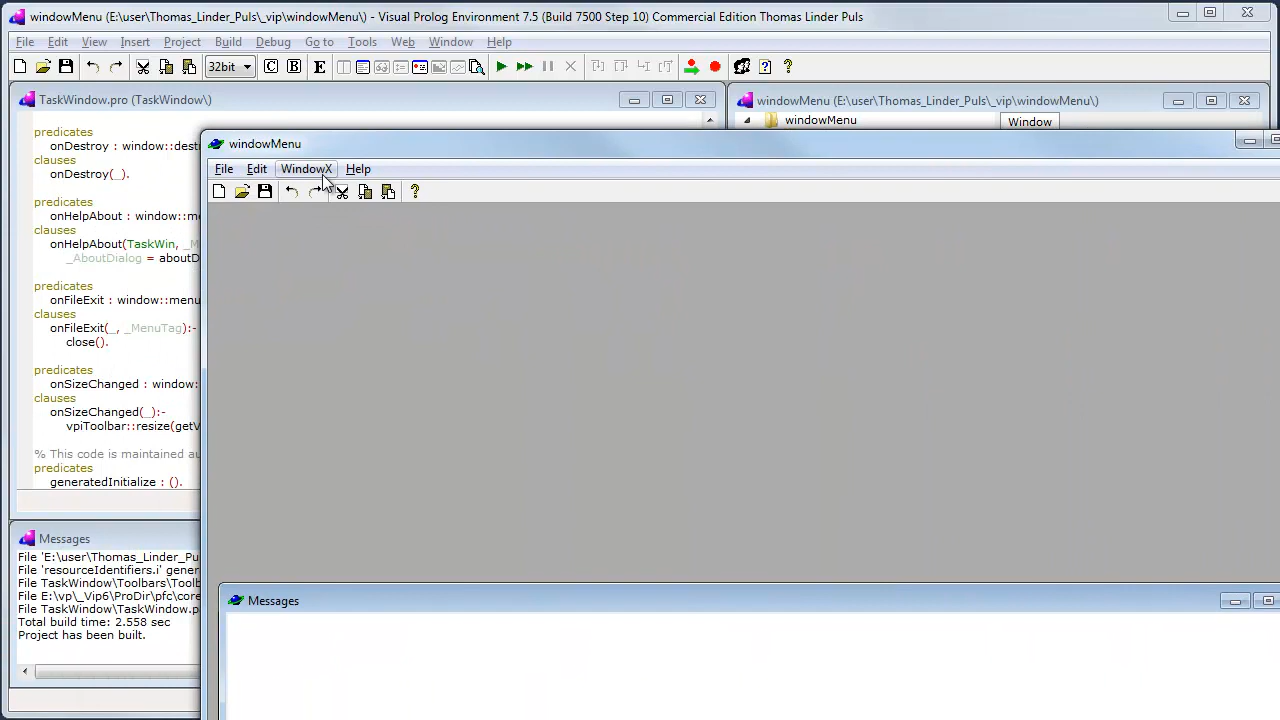 windowMenu (E:\user\Thomas_Linder_Puls\_vip\windowMenu\) - Visual Prolog Environment 7.5 (Build 7500 Step 10) Commercial Edition Thomas Linder Puls
File Edit View Insert Project Build Debug Go to Tools Web Window Help
32bit C B E
TaskWindow.pro (TaskWindow\)
windowMenu (E:\user\Thomas_Linder_Puls\_vip\windowMenu\)
windowMenu
Window
predicates
onDestroy : window::dest
clauses
onDestroy(_).
predicates
onHelpAbout : window::m
clauses
onHelpAbout(TaskWin, _M
_AboutDialog = aboutD
predicates
onFileExit : window::menu
clauses
onFileExit(_, _MenuTag):-
close().
predicates
onSizeChanged : window:
clauses
onSizeChanged(_):-
vpiToolbar::resize(getV
% This code is maintained au
predicates
generatedInitialize : ().
windowMenu
File Edit WindowX Help
Messages
File 'E:\user\Thomas_Linder_Pu
File 'resourceIdentifiers.i' gener
File TaskWindow\Toolbars\Toolb
File E:\vp\_Vip6\ProDir\pfc\core
File TaskWindow\TaskWindow.p
Total build time: 2.558 sec
Project has been built.
Messages